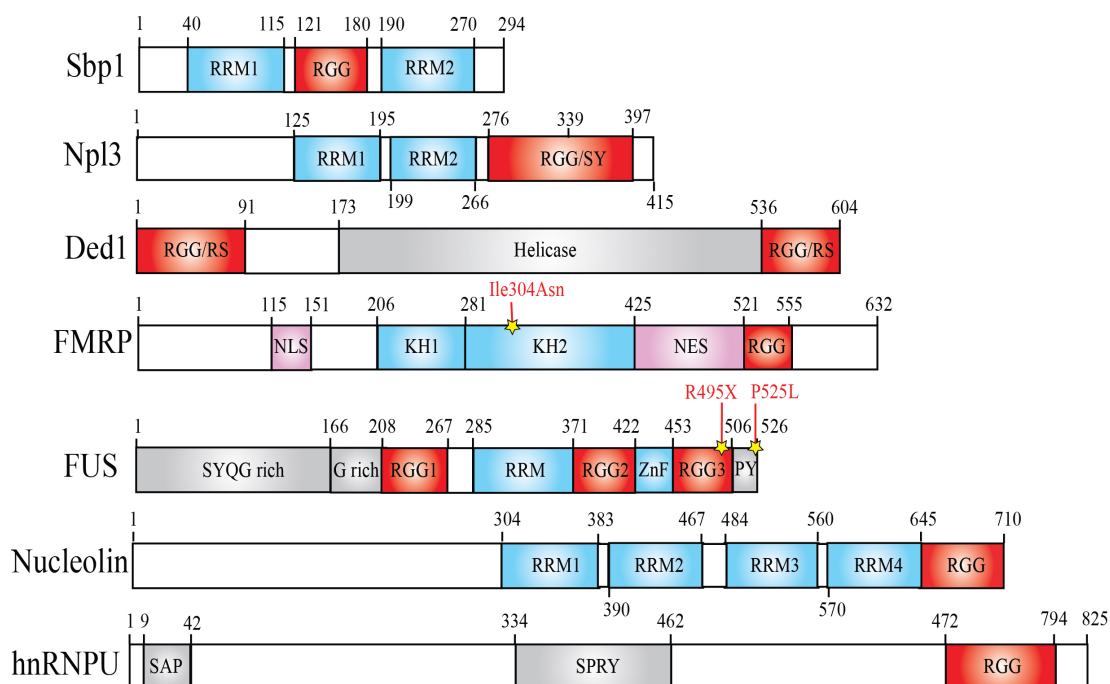 1 40 115 121 180 190 270 294
Sbp1 RRM1 RGG RRM2
1 125 195 276 339 397
Npl3 RRM1 RRM2 RGG/SY
199 266 415
1 91 173 536 604
Ded1 RGG/RS Helicase RGG/RS
Ile304Asn
1 115 151 206 281 425 521 555 632
FMRP NLS KH1 KH2 NES RGG
R495X P525L
1 166 208 267 285 371 422 453 506 526
FUS SYQG rich G rich RGG1 RRM RGG2 ZnF RGG3 PY
1 304 383 467 484 560 645 710
Nucleolin RRM1 RRM2 RRM3 RRM4 RGG
390 570
1 9 42 334 462 472 794 825
hnRNPU SAP SPRY RGG